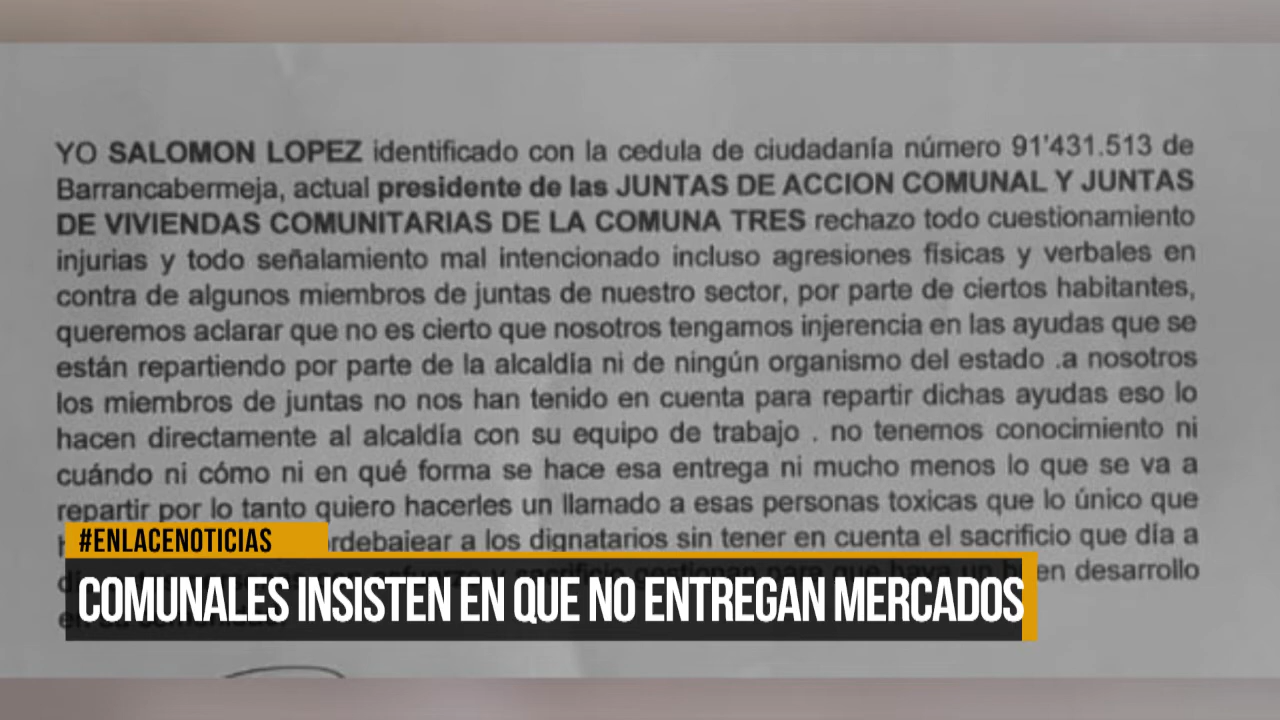 YO SALOMON LOPEZ identificado con la cedula de ciudadanía número 91'431.513 de
Barrancabermeja, actual presidente de las JUNTAS DE ACCION COMUNAL Y JUNTAS
DE VIVIENDAS COMUNITARIAS DE LA COMUNA TRES rechazo todo cuestionamiento
injurias y todo señalamiento mal intencionado incluso agresiones físicas y verbales en
contra de algunos miembros de juntas de nuestro sector, por parte de ciertos habitantes,
queremos aclarar que no es cierto que nosotros tengamos injerencia en las ayudas que se
están repartiendo por parte de la alcaldía ni de ningún organismo del estado .a nosotros
los miembros de juntas no nos han tenido en cuenta para repartir dichas ayudas eso lo
hacen directamente al alcaldía con su equipo de trabajo . no tenemos conocimiento ni
cuándo ni cómo ni en qué forma se hace esa entrega ni mucho menos lo que se va a
repartir por lo tanto quiero hacerles un llamado a esas personas toxicas que lo único que
a los dignatarios sin tener en cuenta el sacrificio que día a
esfuerzo y sacrificio gestionan para que haya un desarrollo
#ENLACENOTICIAS
COMUNALES INSISTEN EN QUE NO ENTREGAN MERCADOS